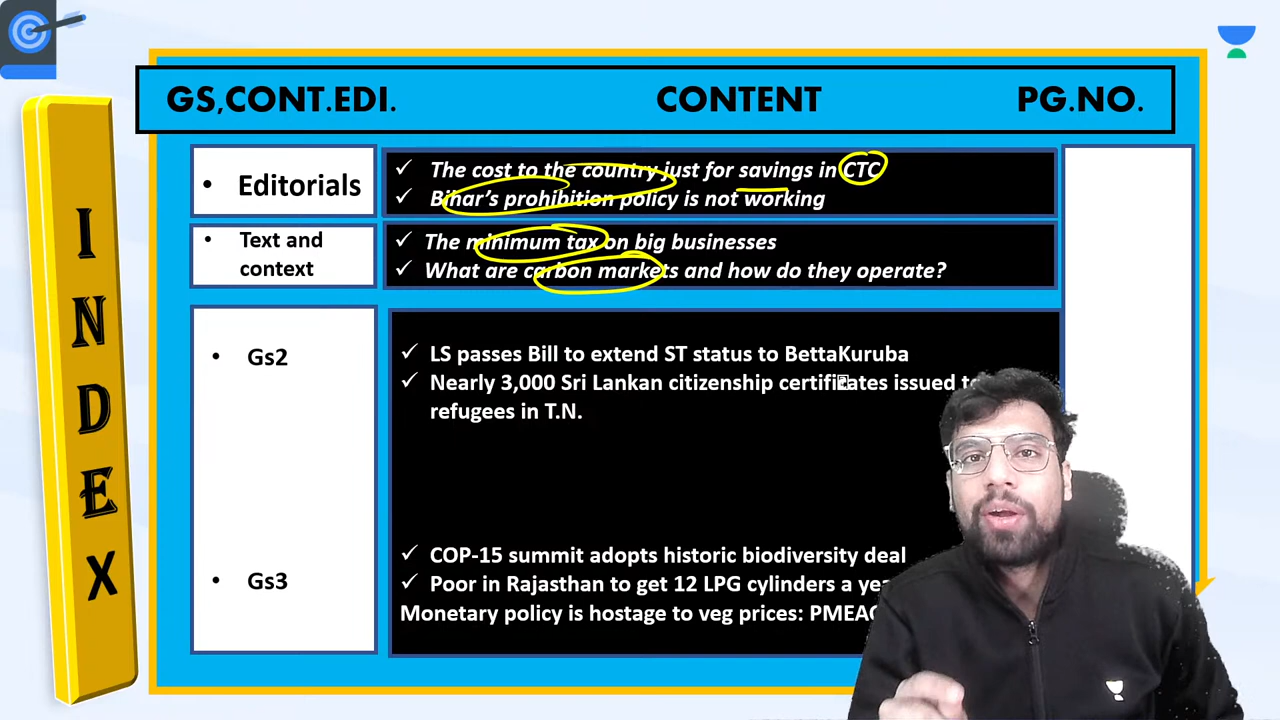 GS,CONT.EDI. CONTENT PG.NO.
INDEX
• Editorials
✓ The cost to the country just for savings in CTC
✓ Bihar's prohibition policy is not working
• Text and
context
✓ The minimum tax on big businesses
✓ What are carbon markets and how do they operate?
• Gs2
✓ LS passes Bill to extend ST status to BettaKuruba
✓ Nearly 3,000 Sri Lankan citizenship certificates issued to
refugees in T.N.
• Gs3
✓ COP-15 summit adopts historic biodiversity deal
✓ Poor in Rajasthan to get 12 LPG cylinders a
Monetary policy is hostage to veg prices: